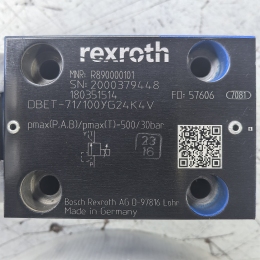 rexroth
MNR: R890000101
SN: 2000379448
180351514
FD: 57606 7081
DBET-71/100YG24K4V
pmax(P.A.B)/pmax(T)-500/30bar
23
16
Bosch Rexroth AG D-97816 Lohr
Made in Germany